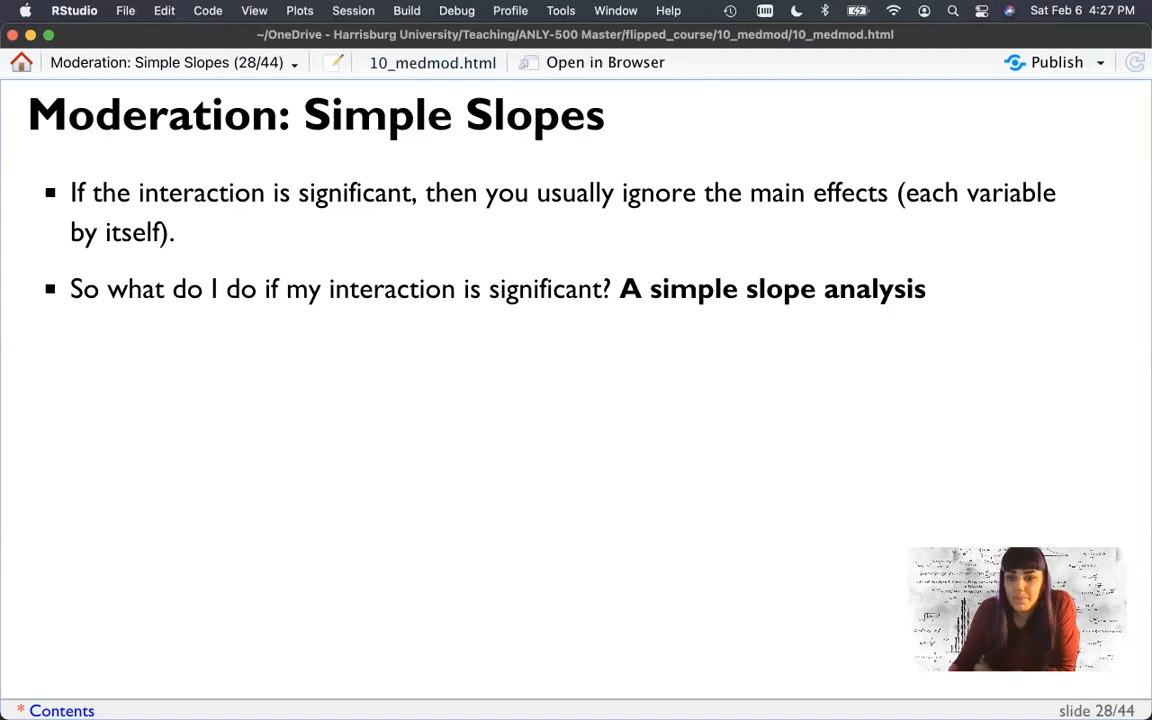 RStudio File Edit Code View Plots Session Build Debug Profile Tools Window Help Sat Feb 6 4:27 PM
~/OneDrive - Harrisburg University/Teaching/ANLY-500 Master/flipped_course/10_medmod/10_medmod.html
Moderation: Simple Slopes (28/44) 10_medmod.html Open in Browser Publish
Moderation: Simple Slopes
If the interaction is significant, then you usually ignore the main effects (each variable
by itself).
So what do I do if my interaction is significant? A simple slope analysis
* Contents slide 28/44